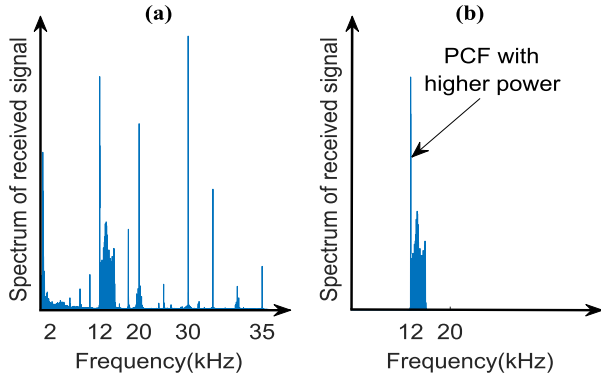 (a)
Spectrum of received signal
2 12 20 30 35
Frequency(kHz)
(b)
Spectrum of received signal
PCF with
higher power
12 20
Frequency(kHz)